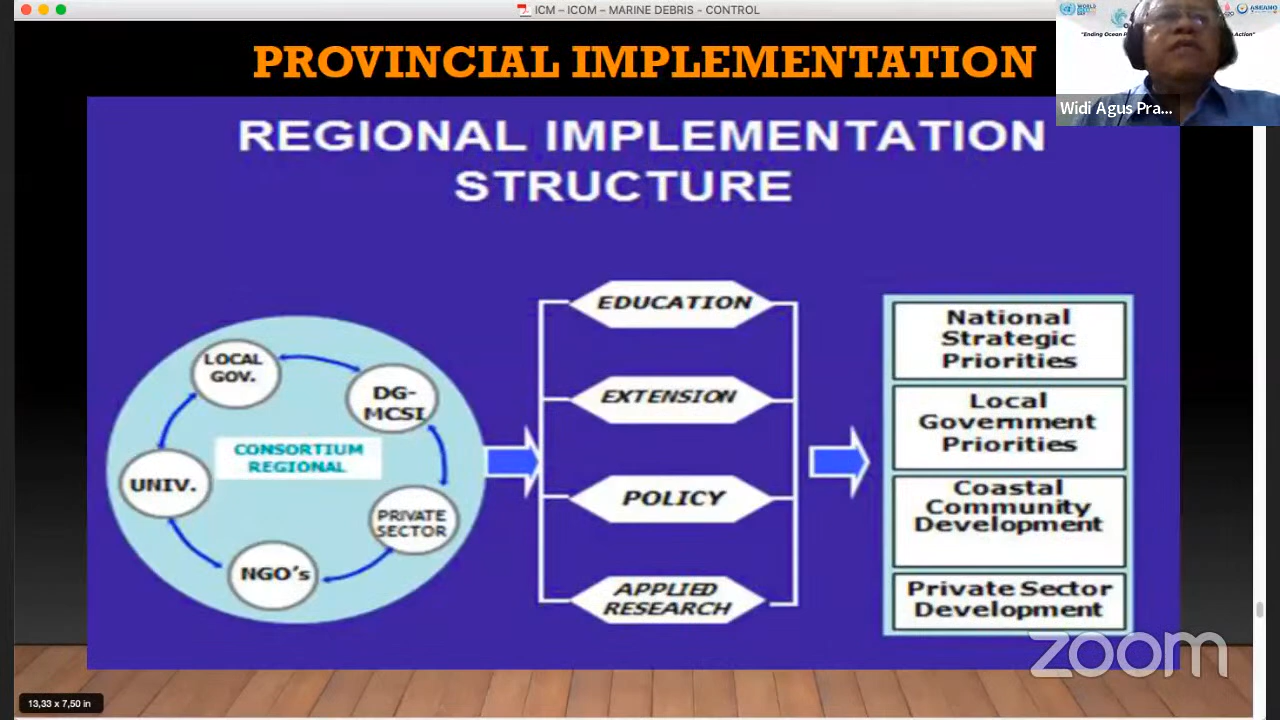 ICM – ICOM – MARINE DEBRIS - CONTROL
PROVINCIAL IMPLEMENTATION
Widi Agus Pra...
REGIONAL IMPLEMENTATION
STRUCTURE
LOCAL
GOV.
DG-
MCSI
CONSORTIUM
REGIONAL
UNIV.
PRIVATE
SECTOR
NGO's
EDUCATION
EXTENSION
POLICY
APPLIED
RESEARCH
National
Strategic
Priorities
Local
Government
Priorities
Coastal
Community
Development
Private Sector
Development
zoom
13,33 x 7,50 in